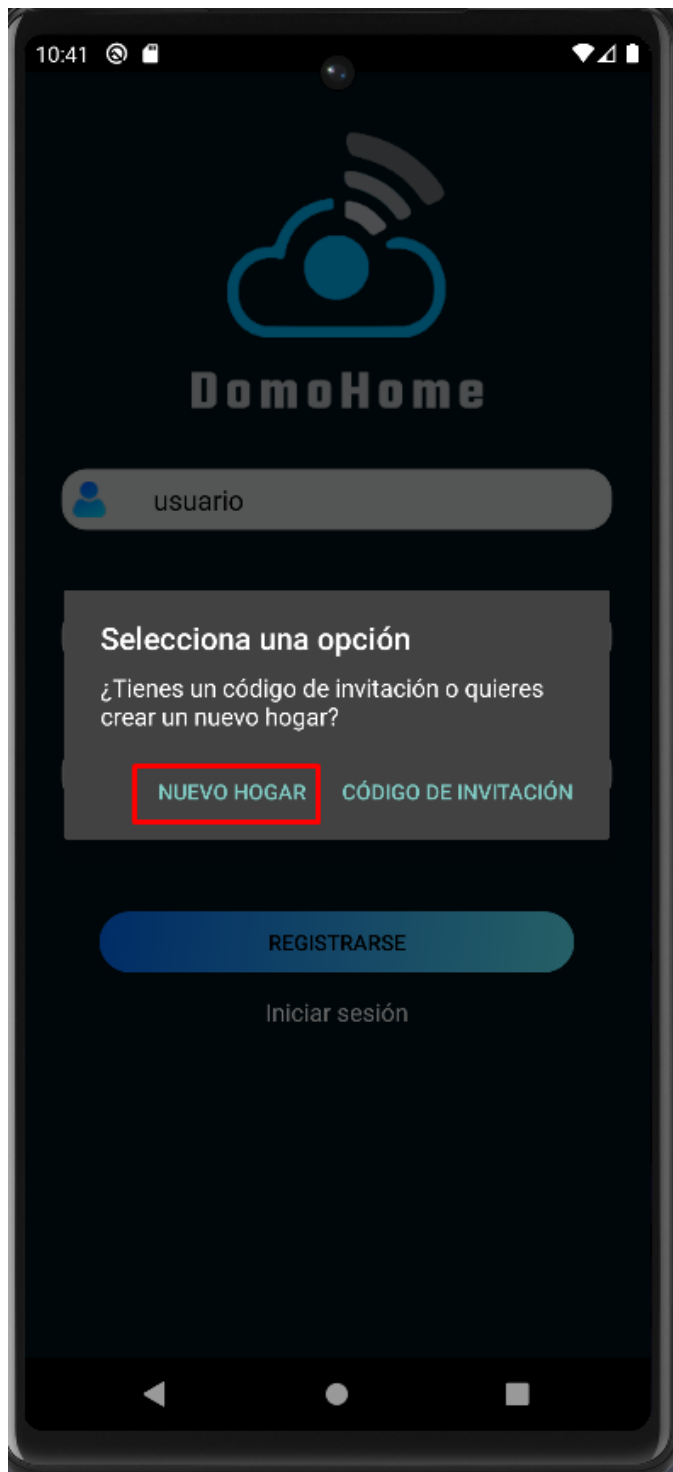 10:41
DomoHome
usuario
Selecciona una opción
¿Tienes un código de invitación o quieres
crear un nuevo hogar?
NUEVO HOGAR CÓDIGO DE INVITACIÓN
REGISTRARSE
Iniciar sesión